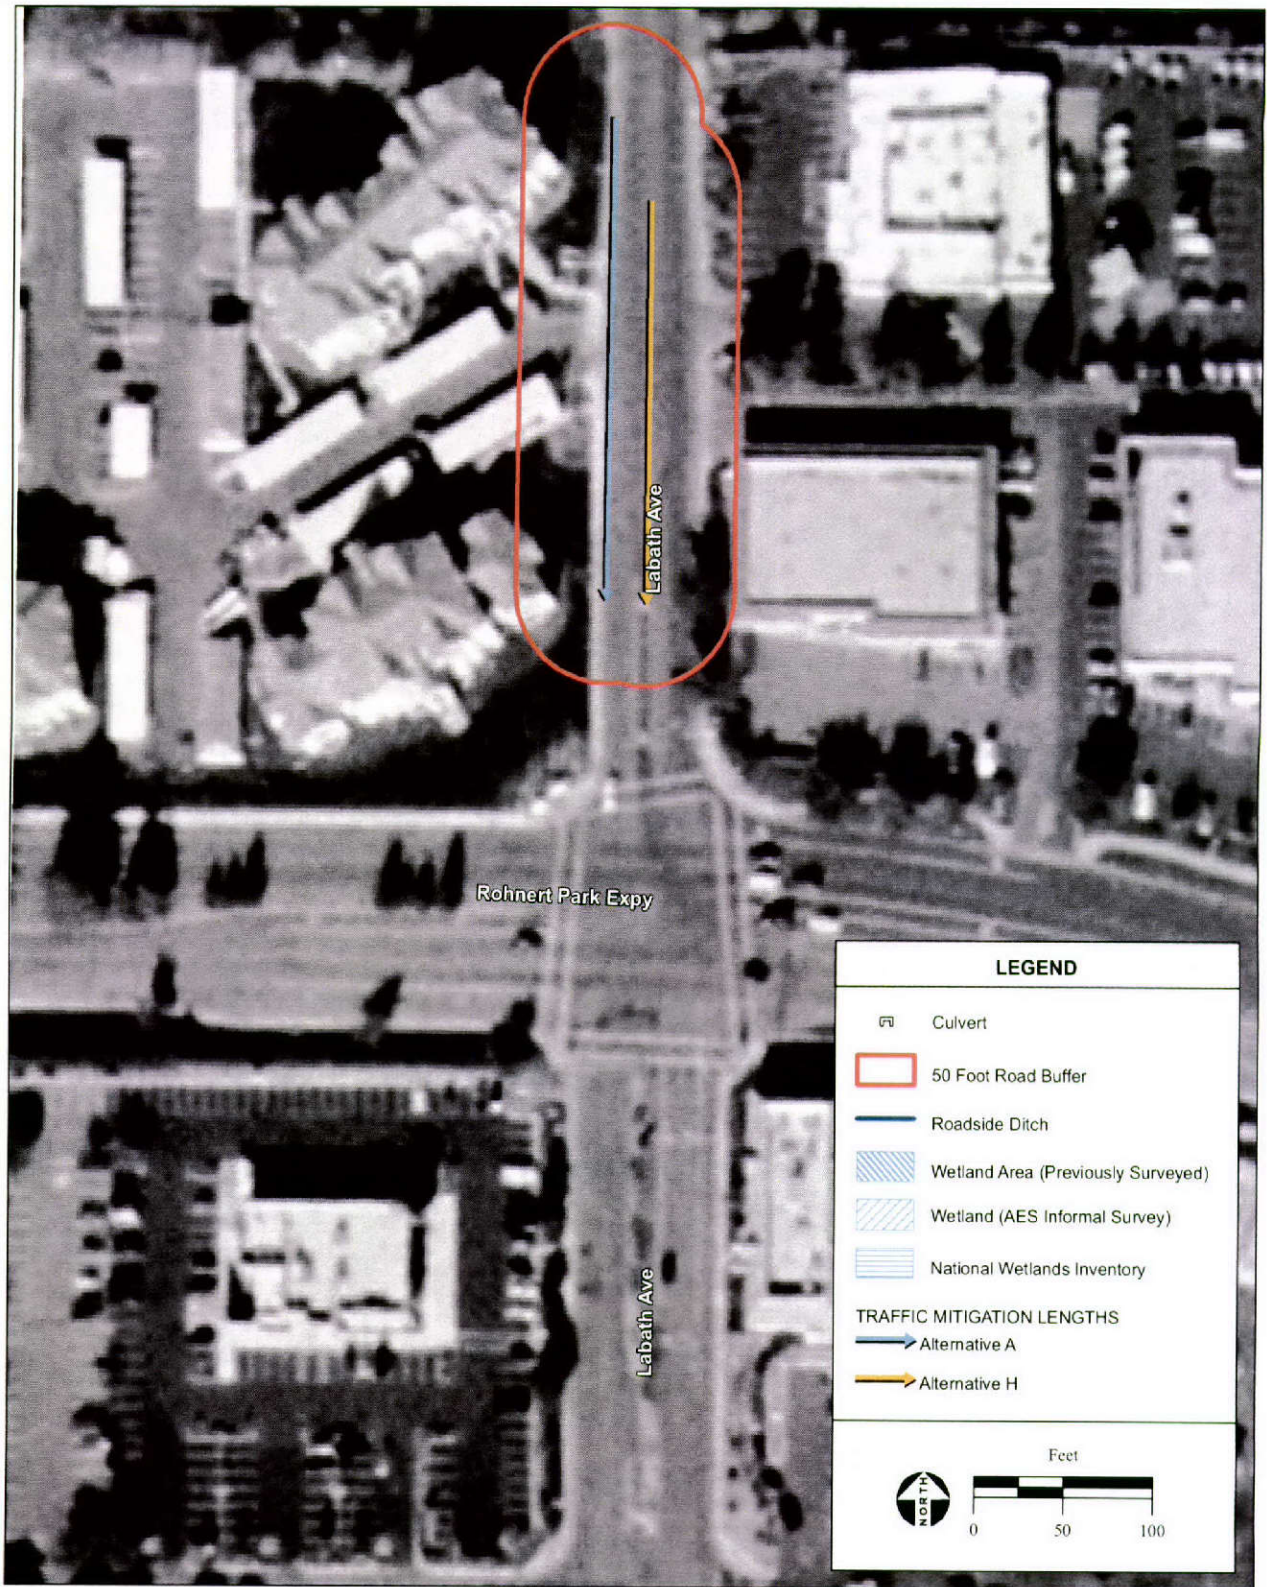 Labath Ave
Rohnert Park Expy
Labath Ave
LEGEND
Culvert
50 Foot Road Buffer
Roadside Ditch
Wetland Area (Previously Surveyed)
Wetland (AES Informal Survey)
National Wetlands Inventory
TRAFFIC MITIGATION LENGTHS
Alternative A
Alternative H
Feet
NORTH
0 50 100